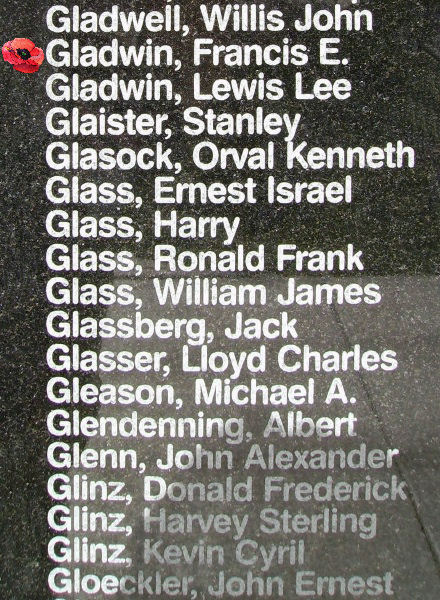 Gladwell, Willis John
Gladwin, Francis E.
Gladwin, Lewis Lee
Glaister, Stanley
Glasock, Orval Kenneth
Glass, Ernest Israel
Glass, Harry
Glass, Ronald Frank
Glass, William James
Glassberg, Jack
Glasser, Lloyd Charles
Gleason, Michael A.
Glendenning, Albert
Glenn, John Alexander
Glinz, Donald Frederick
Glinz, Harvey Sterling
Glinz, Kevin Cyril
Gloeckler, John Ernest